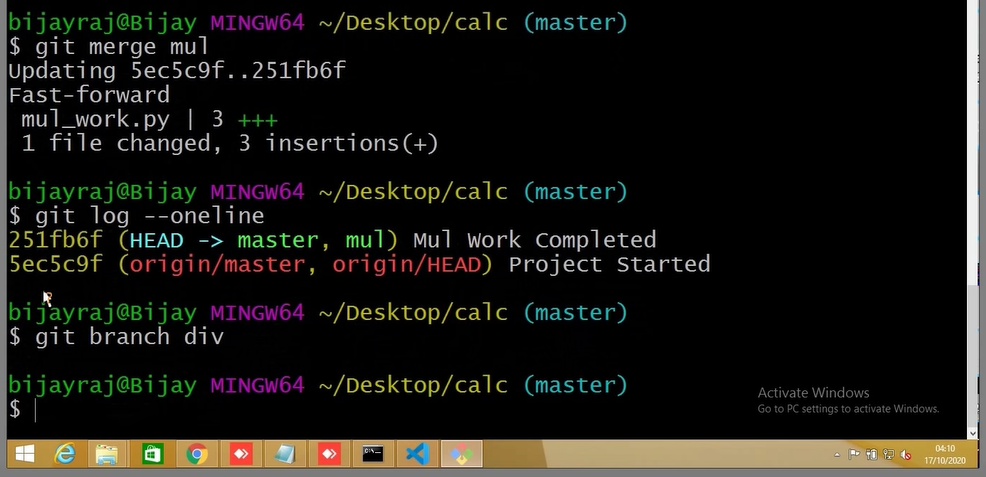 bijayraj@Bijay MINGW64 ~/Desktop/calc (master)
$ git merge mul
Updating 5ec5c9f..251fb6f
Fast-forward
mul_work.py | 3 +++
1 file changed, 3 insertions(+)
bijayraj@Bijay MINGW64 ~/Desktop/calc (master)
$ git log --oneline
251fb6f (HEAD -> master, mul) Mul Work Completed
5ec5c9f (origin/master, origin/HEAD) Project Started
bijayraj@Bijay MINGW64 ~/Desktop/calc (master)
$ git branch div
bijayraj@Bijay MINGW64 ~/Desktop/calc (master)
$
Activate Windows
Go to PC settings to activate Windows.
04:10
17/10/2020